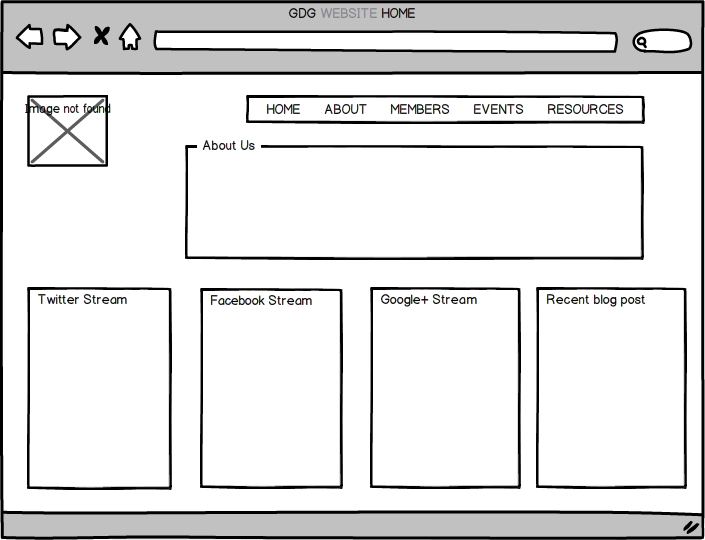 GDG WEBSITE HOME
Image not found
HOME ABOUT MEMBERS EVENTS RESOURCES
About Us
Twitter Stream
Facebook Stream
Google+ Stream
Recent blog post